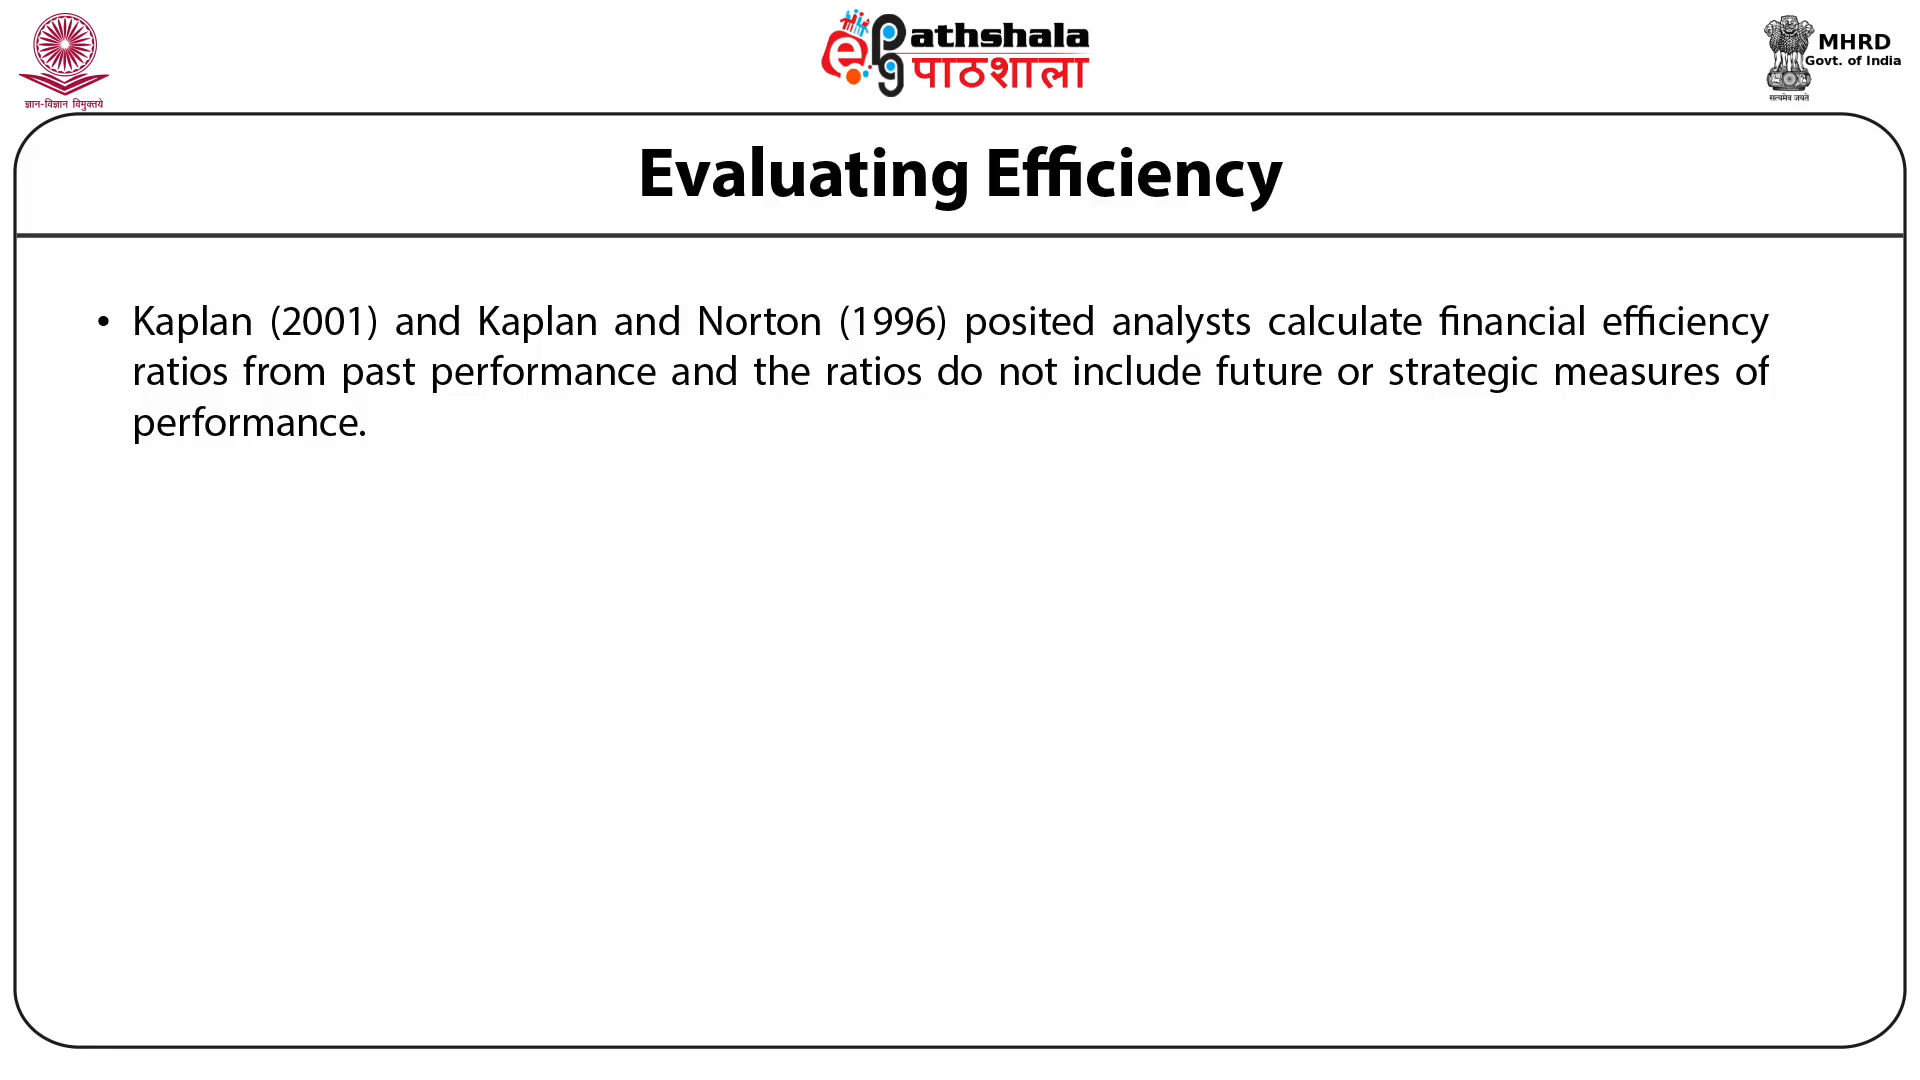 ज्ञान-विज्ञान विमुक्तये
e pg athshala
पाठशाला
MHRD
Govt. of India
सत्यमेव जयते
Evaluating Efficiency
• Kaplan (2001) and Kaplan and Norton (1996) posited analysts calculate financial efficiency
ratios from past performance and the ratios do not include future or strategic measures of
performance.